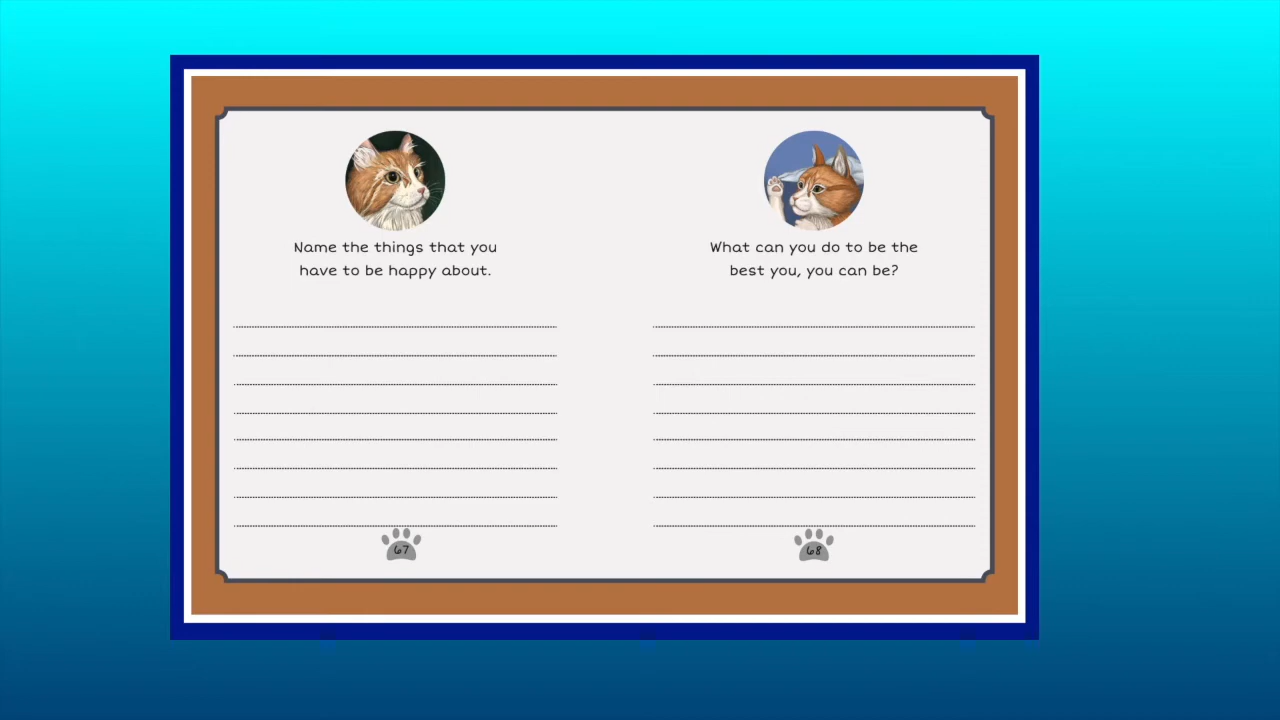 Name the things that you
have to be happy about.
67
What can you do to be the
best you, you can be?
68